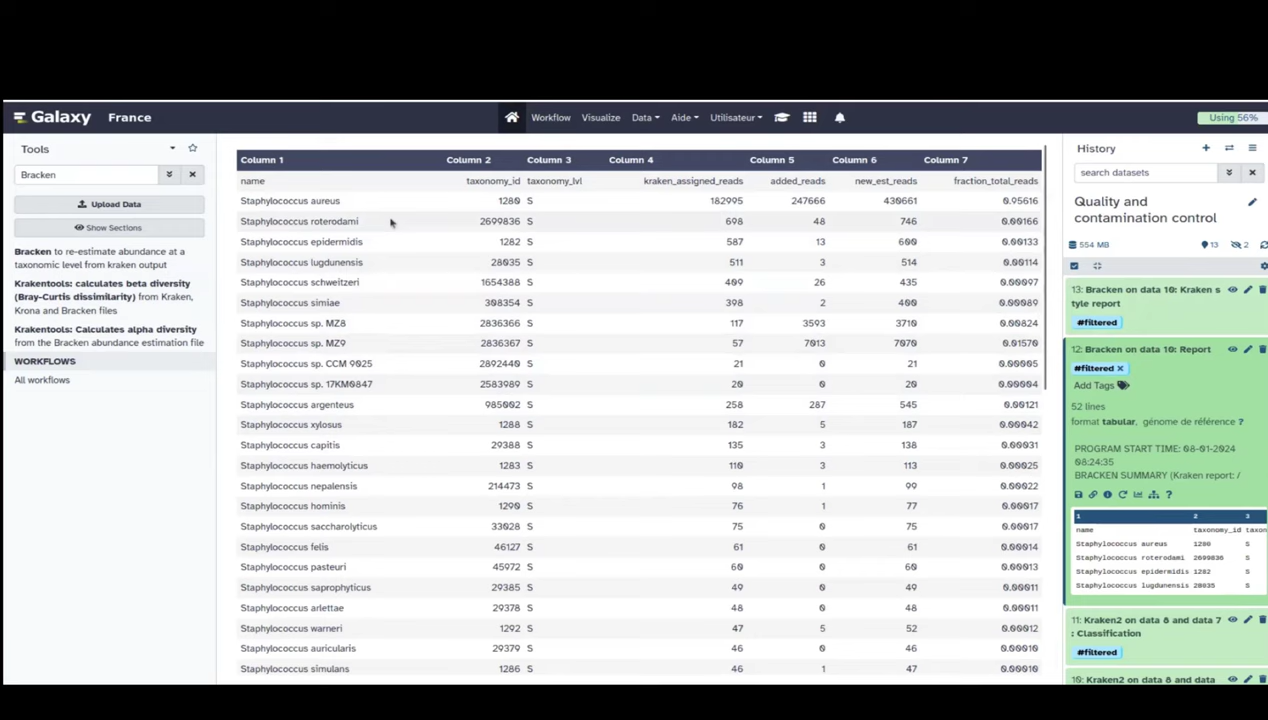 Galaxy France Workflow Visualize Data Aide Utilisateur Using 56%
Tools
Bracken
Upload Data
Show Sections
Bracken to re-estimate abundance at a
taxonomic level from kraken output
Krakentools: calculates beta diversity
(Bray-Curtis dissimilarity) from Kraken,
Krona and Bracken files
Krakentools: Calculates alpha diversity
from the Bracken abundance estimation file
WORKFLOWS
All workflows
Column 1 Column 2 Column 3 Column 4 Column 5 Column 6 Column 7
name taxonomy_id taxonomy_lvl kraken_assigned_reads added_reads new_est_reads fraction_total_reads
Staphylococcus aureus 1280 S 182995 247666 430661 0.95616
Staphylococcus roterodami 2699836 698 48 746 0.00166
Staphylococcus epidermidis 1282 S 587 13 600 0.00133
Staphylococcus lugdunensis 28035 S 511 3 514 0.00114
Staphylococcus schweitzeri 1654388 S 409 26 435 0.00097
Staphylococcus simiae 308354 S 398 2 400 0.00089
Staphylococcus sp. MZ8 2836366 S 117 3593 3710 0.00824
Staphylococcus sp. MZ9 2836367 S 57 7013 7070 0.01570
Staphylococcus sp. CCM 9025 2892440 S 21 0 21 0.00005
Staphylococcus sp. 17KM0847 2583989 S 20 0 20 0.00004
Staphylococcus argenteus 985002 S 258 287 545 0.00121
Staphylococcus xylosus 1288 S 182 5 187 0.00042
Staphylococcus capitis 29388 S 135 3 138 0.00031
Staphylococcus haemolyticus 1283 S 110 3 113 0.00025
Staphylococcus nepalensis 214473 S 98 1 99 0.00022
Staphylococcus hominis 1290 S 76 1 77 0.00017
Staphylococcus saccharolyticus 33028 S 75 0 75 0.00017
Staphylococcus felis 46127 S 61 0 61 0.00014
Staphylococcus pasteuri 45972 S 60 0 60 0.00013
Staphylococcus saprophyticus 29385 S 49 0 49 0.00011
Staphylococcus arlettae 29378 S 48 0 48 0.00011
Staphylococcus warneri 1292 S 47 5 52 0.00012
Staphylococcus auricularis 29379 S 46 0 46 0.00010
Staphylococcus simulans 1286 S 46 1 47 0.00010
History
search datasets
Quality and
contamination control
554 MB 13 2
13: Bracken on data 10: Kraken s
tyle report
#filtered
12: Bracken on data 10: Report
#filtered
Add Tags
52 lines
format tabular, génome de référence ?
PROGRAM START TIME: 08-01-2024
08:24:35
BRACKEN SUMMARY (Kraken report: /
1 2 3
name taxonomy_id taxon
Staphylococcus aureus 1280 S
Staphylococcus roterodami 2699836 S
Staphylococcus epidermidis 1282 S
Staphylococcus lugdunensis 28035 S
11: Kraken2 on data 8 and data 7
: Classification
#filtered
10: Kraken2 on data 8 and data